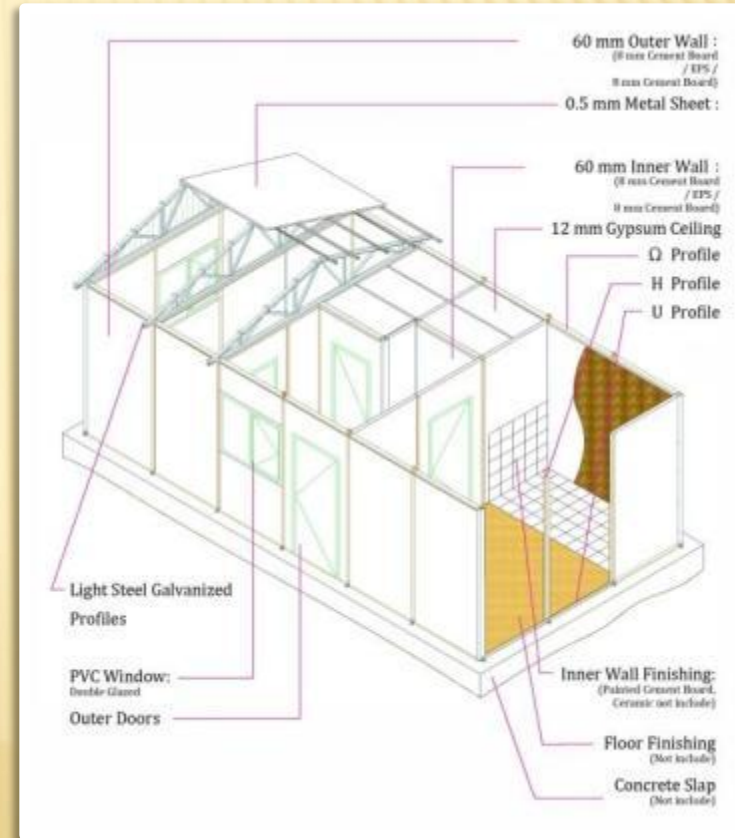 60 mm Outer Wall :
(8 mm Cement Board
/ EPS /
8 mm Cement Board)
0.5 mm Metal Sheet :
60 mm Inner Wall :
(8 mm Cement Board
/ EPS /
8 mm Cement Board)
12 mm Gypsum Ceiling
Ω Profile
H Profile
U Profile
Light Steel Galvanized
Profiles
PVC Window:
Double Glazed
Outer Doors
Inner Wall Finishing:
(Painted Cement Board,
Ceramic not include)
Floor Finishing
(Not include)
Concrete Slap
(Not include)